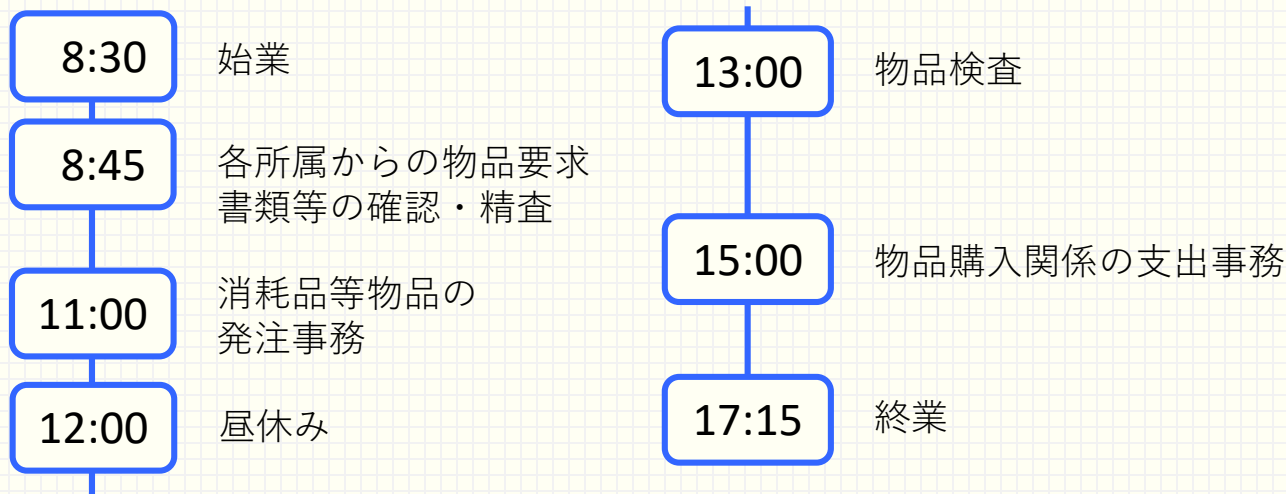 8:30 始業
8:45 各所属からの物品要求
書類等の確認・精査
11:00 消耗品等物品の
発注事務
12:00 昼休み
13:00 物品検査
15:00 物品購入関係の支出事務
17:15 終業